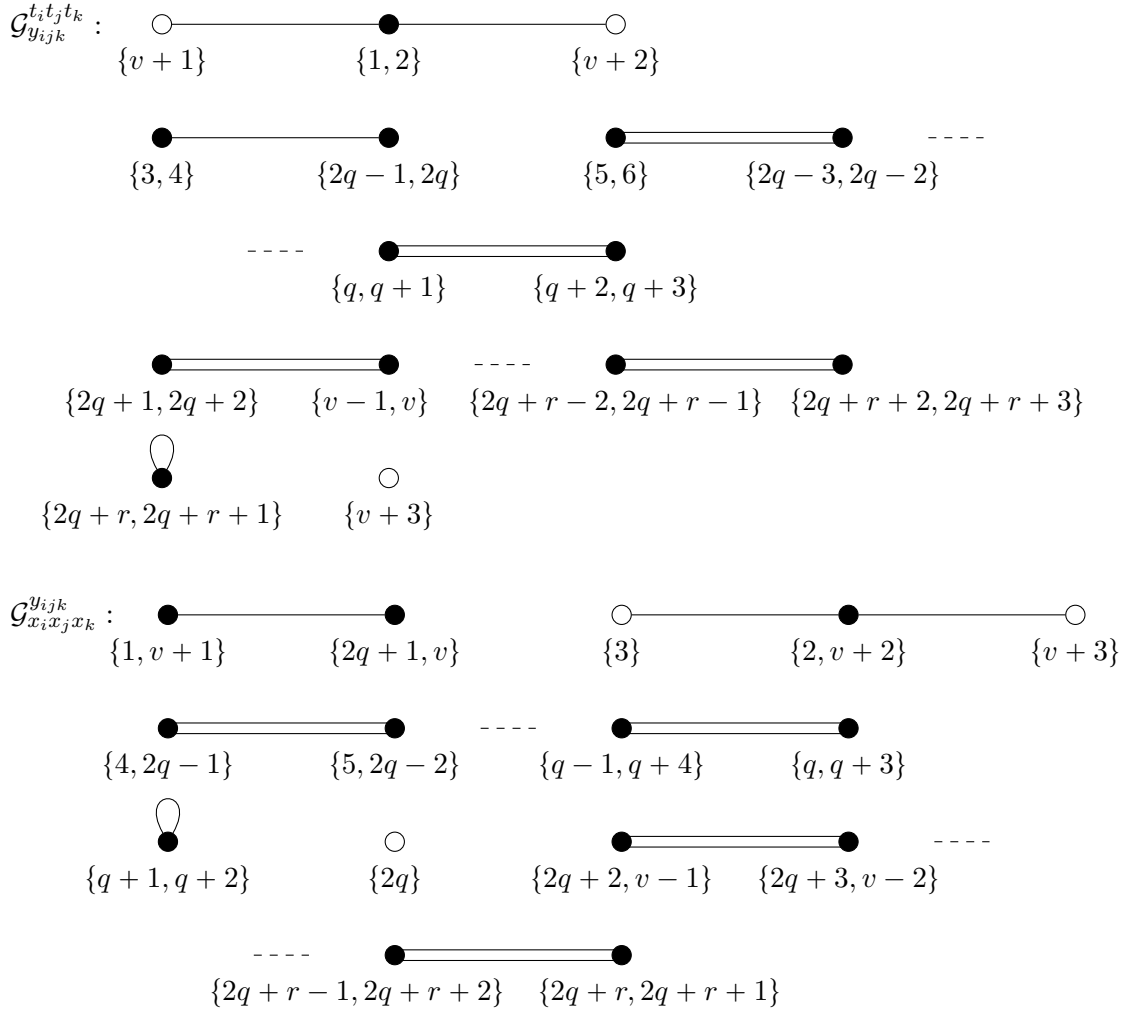 𝒢_{y_{ijk}}^{t_i t_j t_k} :
{v + 1} {1, 2} {v + 2}
{3, 4} {2q − 1, 2q} {5, 6} {2q − 3, 2q − 2}
{q, q + 1} {q + 2, q + 3}
{2q + 1, 2q + 2} {v − 1, v} {2q + r − 2, 2q + r − 1} {2q + r + 2, 2q + r + 3}
{2q + r, 2q + r + 1} {v + 3}
𝒢_{x_i x_j x_k}^{y_{ijk}} :
{1, v + 1} {2q + 1, v} {3} {2, v + 2} {v + 3}
{4, 2q − 1} {5, 2q − 2} {q − 1, q + 4} {q, q + 3}
{q + 1, q + 2} {2q} {2q + 2, v − 1} {2q + 3, v − 2}
{2q + r − 1, 2q + r + 2} {2q + r, 2q + r + 1}